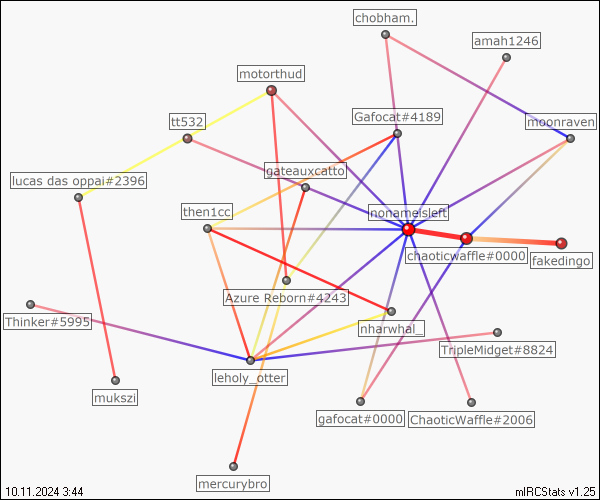 chobham.
amah1246
motorthud
Gafocat#4189
tt532
moonraven
gateauxcatto
lucas das oppai#2396
then1cc
nonameisleft
chaoticwaffle#0000
fakedingo
Azure Reborn#4243
Thinker#5995
nharwhal_
TripleMidget#8824
leholy_otter
mukszi
gafocat#0000
ChaoticWaffle#2006
mercurybro
10.11.2024 3:44
mIRCStats v1.25